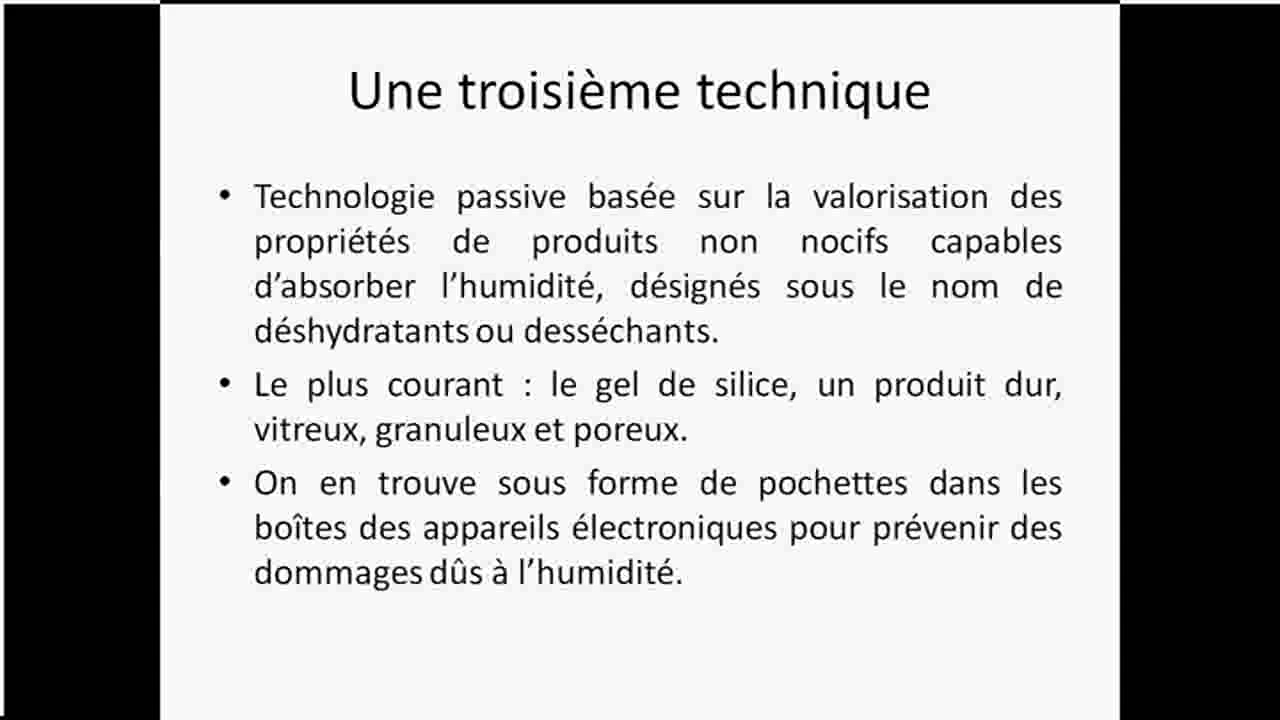 Une troisième technique
• Technologie passive basée sur la valorisation des
propriétés de produits non nocifs capables
d’absorber l’humidité, désignés sous le nom de
déshydratants ou desséchants.
• Le plus courant : le gel de silice, un produit dur,
vitreux, granuleux et poreux.
• On en trouve sous forme de pochettes dans les
boîtes des appareils électroniques pour prévenir des
dommages dûs à l’humidité.